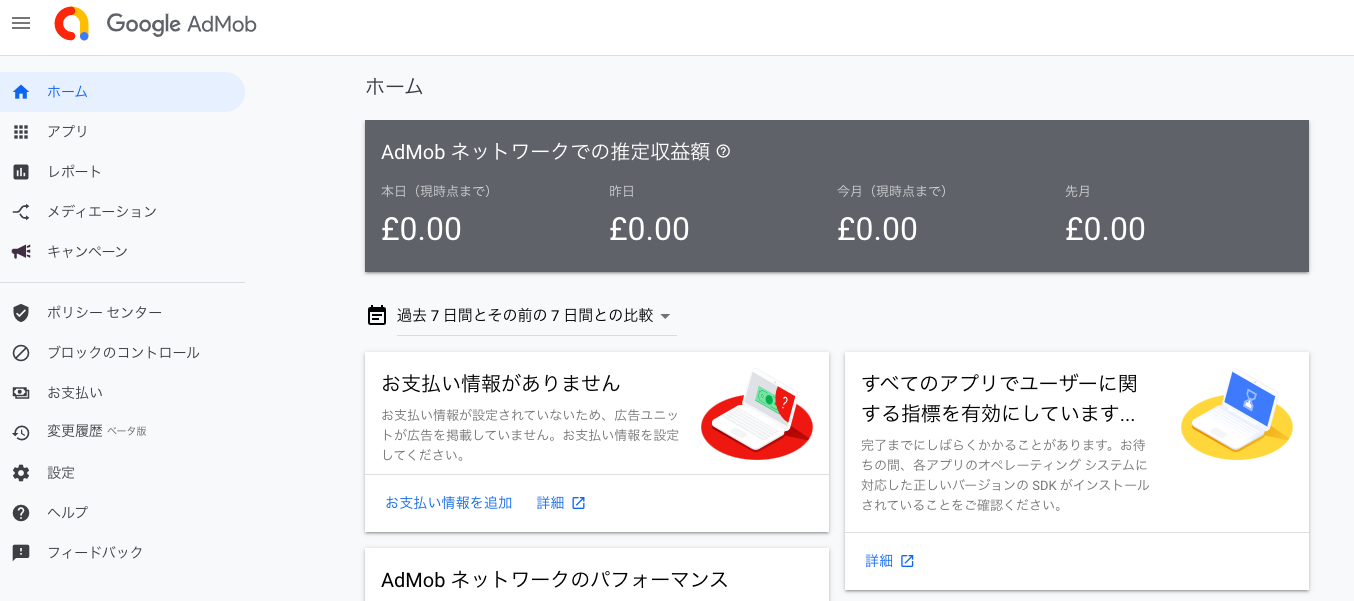 Google AdMob
ホーム
アプリ
レポート
メディエーション
キャンペーン
ポリシー センター
ブロックのコントロール
お支払い
変更履歴 ベータ版
設定
ヘルプ
フィードバック
ホーム
AdMob ネットワークでの推定収益額 ?
本日（現時点まで）
£0.00
昨日
£0.00
今月（現時点まで）
£0.00
先月
£0.00
過去 7 日間とその前の 7 日間との比較
お支払い情報がありません
お支払い情報が設定されていないため、広告ユニッ
トが広告を掲載していません。お支払い情報を設定
してください。
?
お支払い情報を追加 詳細
すべてのアプリでユーザーに関
する指標を有効にしています...
完了までにしばらくかかることがあります。お待
ちの間、各アプリのオペレーティング システムに
対応した正しいバージョンの SDK がインストール
されていることをご確認ください。
詳細
AdMob ネットワークのパフォーマンス